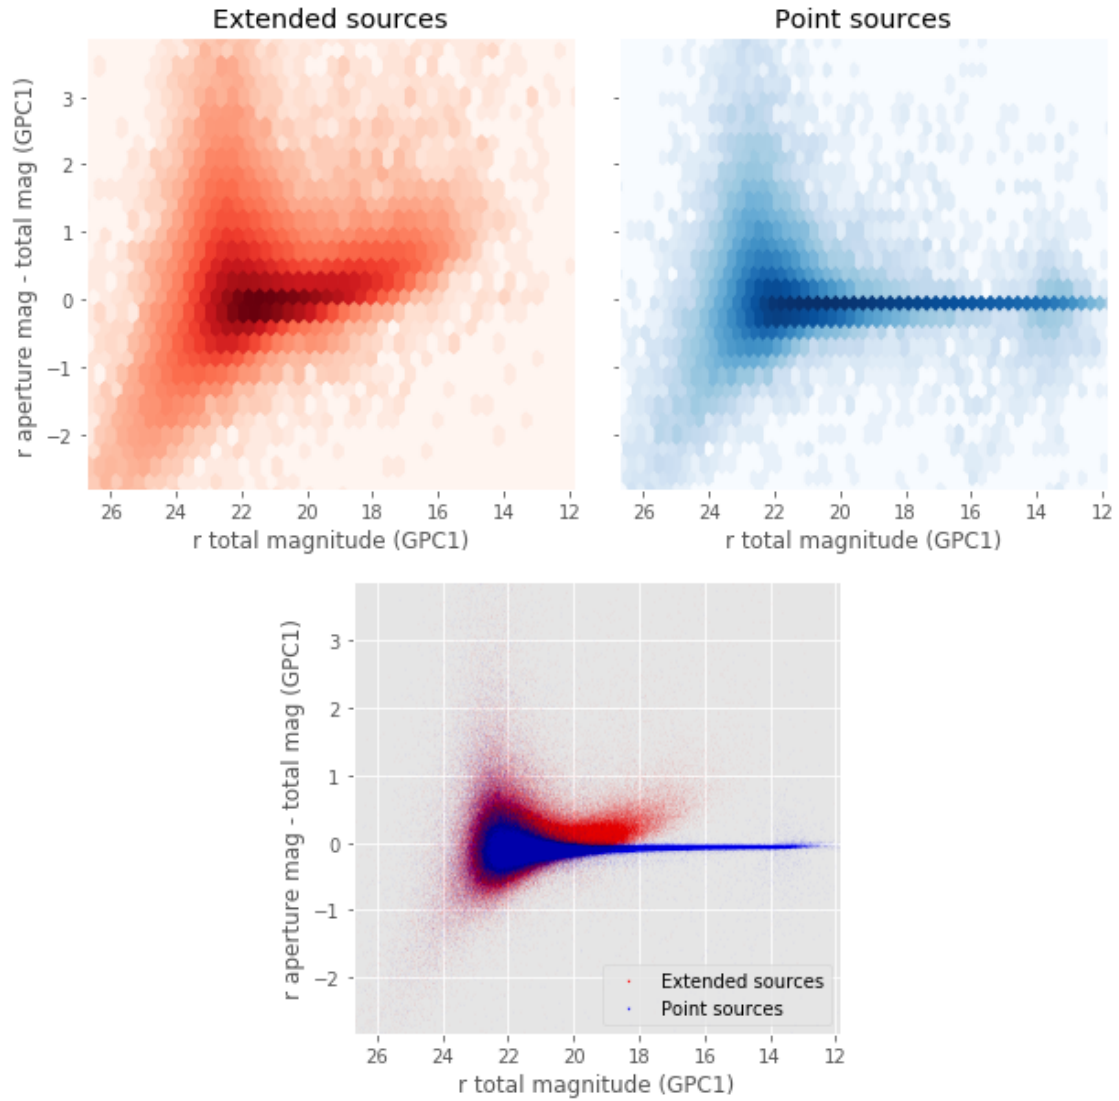 Extended sources
Point sources
r aperture mag - total mag (GPC1)
3
2
1
0
−1
−2
26 24 22 20 18 16 14 12
r total magnitude (GPC1)
26 24 22 20 18 16 14 12
r total magnitude (GPC1)
r aperture mag - total mag (GPC1)
3
2
1
0
−1
−2
Extended sources
Point sources
26 24 22 20 18 16 14 12
r total magnitude (GPC1)